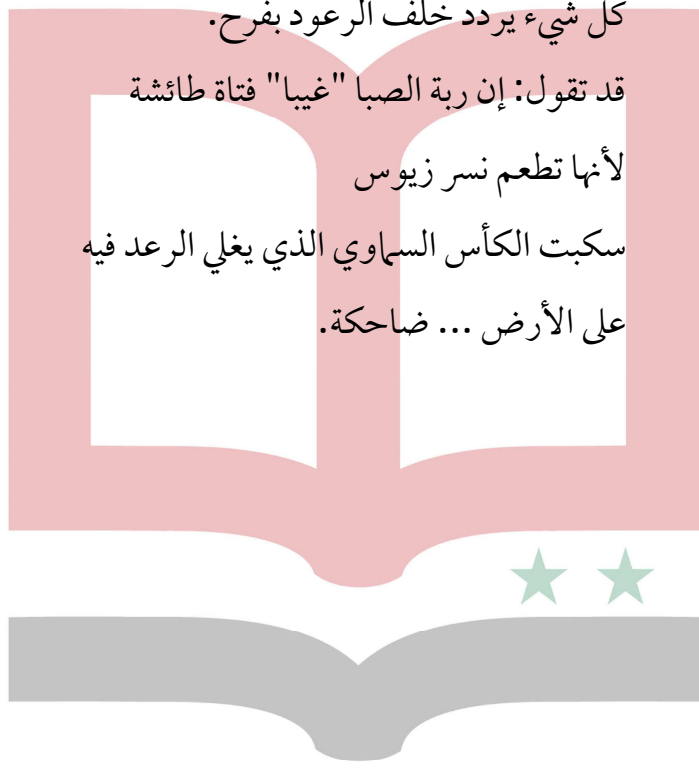 كل شيء يردد خلف الرعود بفرح.
قد تقول: إن ربة الصبا "غيبا" فتاة طائشة
لأنها تطعم نسر زيوس
سكبت الكأس السماوي الذي يغلي الرعد فيه
على الأرض ... ضاحكة.